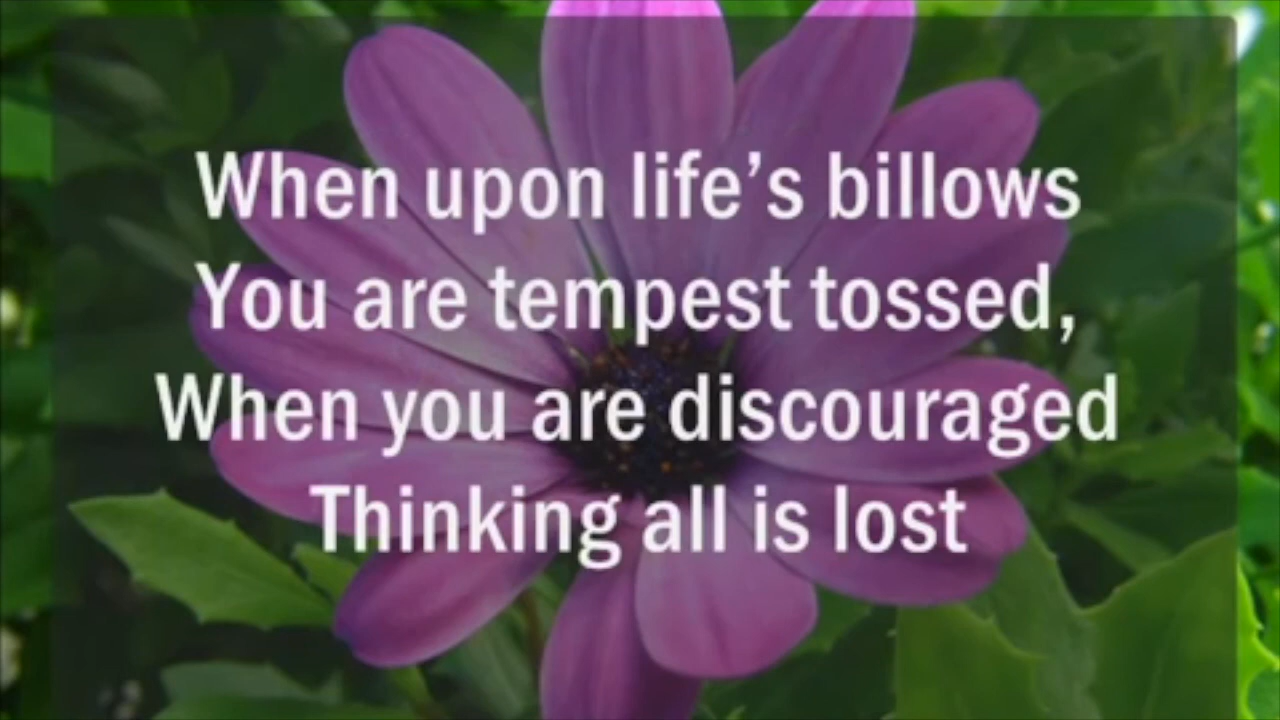 When upon life’s billows
You are tempest tossed,
When you are discouraged
Thinking all is lost